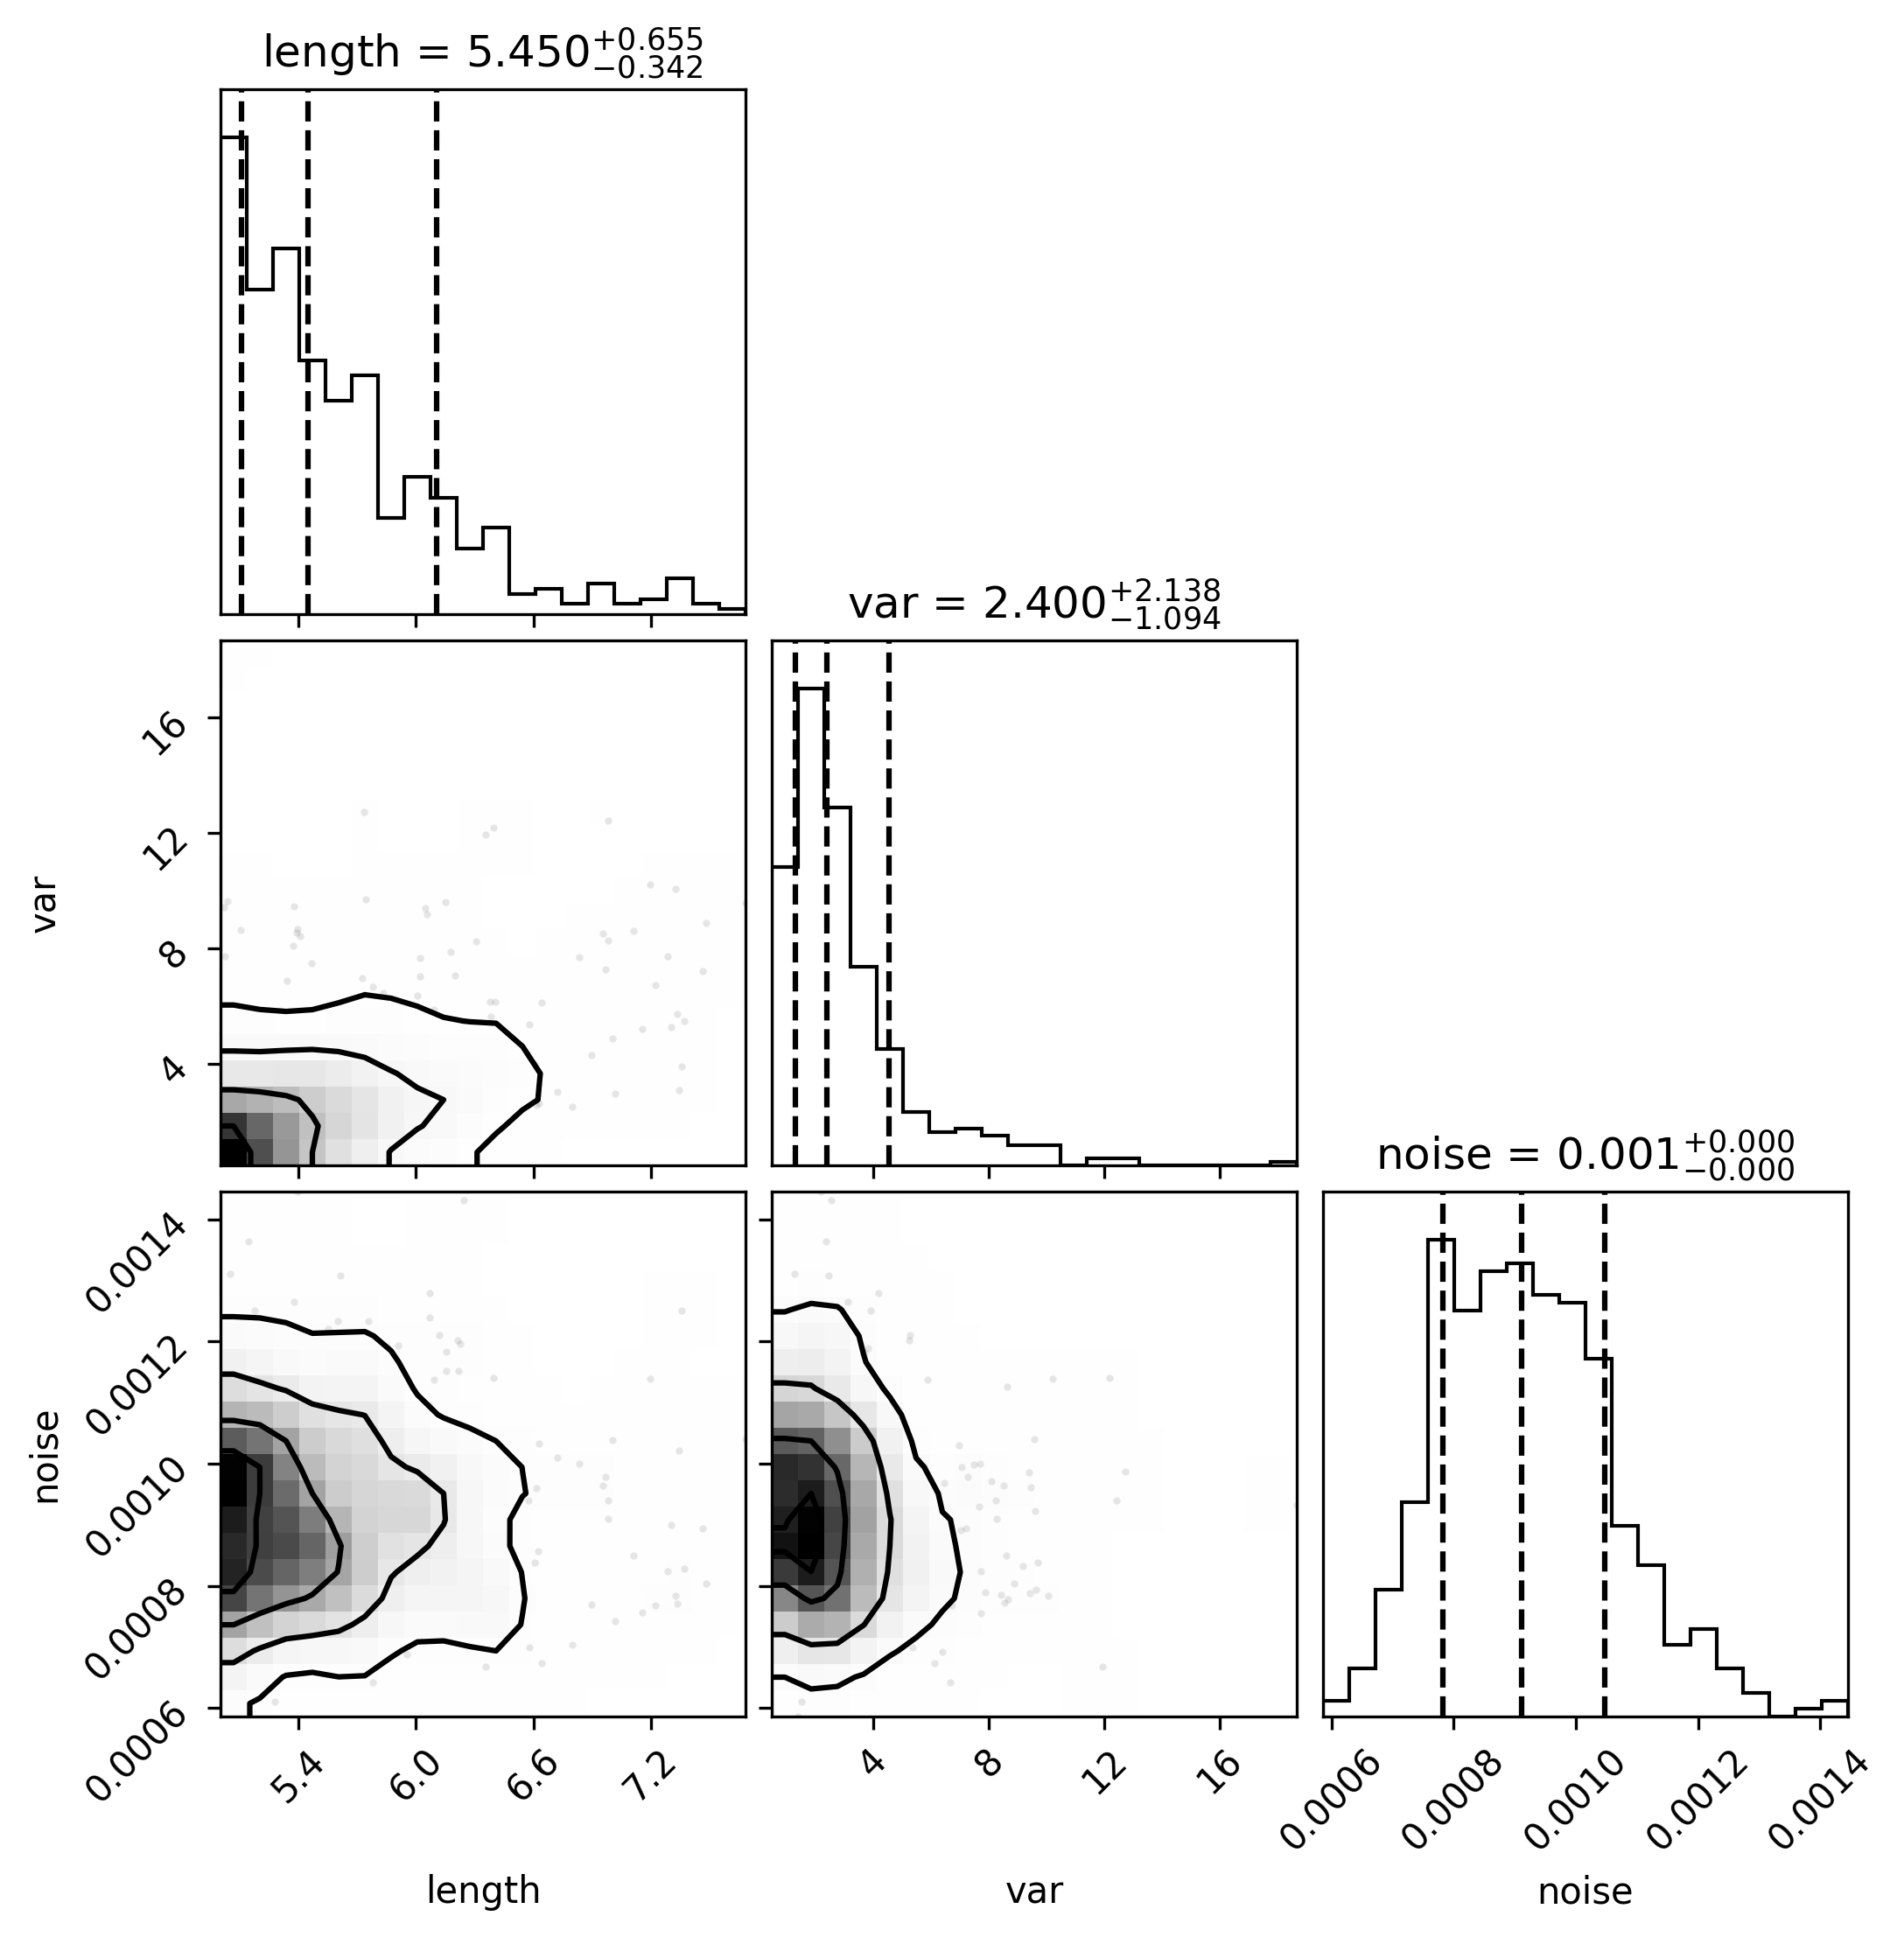 length = 5.450+0.655
−0.342
var = 2.400+2.138
−1.094
16
12
8
4
var
noise = 0.001+0.000
−0.000
0.0014
0.0012
0.0010
0.0008
0.0006
noise
5.4 6.0 6.6 7.2
4 8 12 16
0.0006 0.0008 0.0010 0.0012 0.0014
length var noise